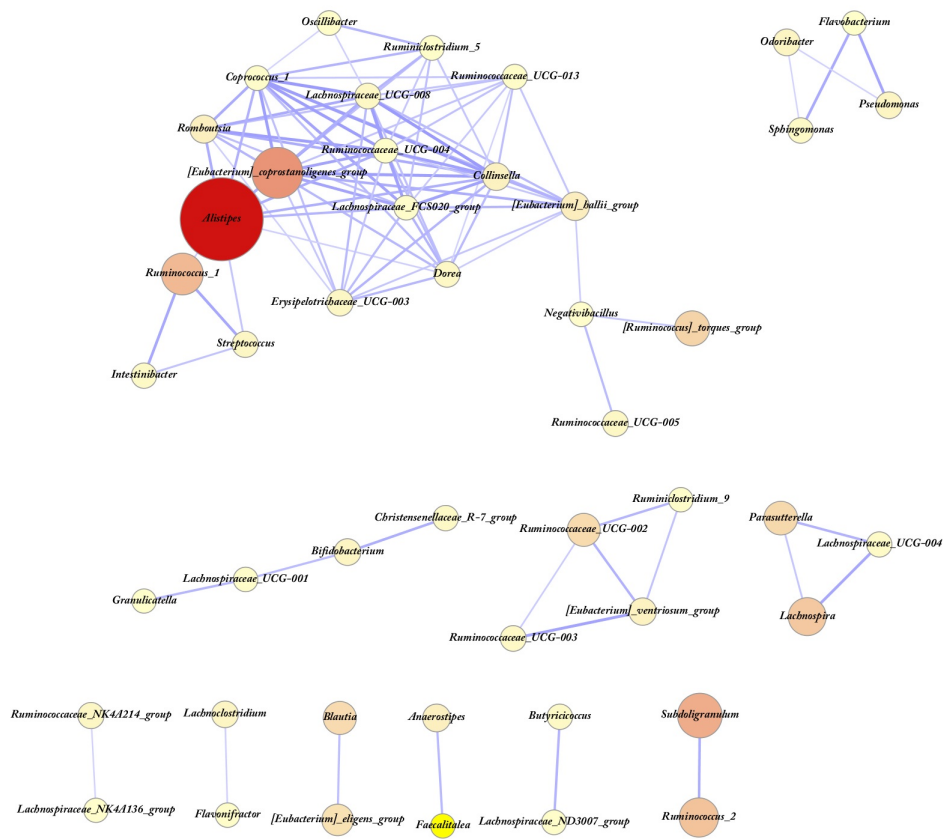 Oscillibacter
Flavobacterium
Odoribacter
Ruminiclostridium_5
Coprococcus_1
Ruminococcaceae_UCG-013
Lachnospiraceae_UCG-008
Pseudomonas
Romboutsia
Sphingomonas
Ruminococcaceae_UCG-004
[Eubacterium]_coprostanoligenes_group
Collinsella
Lachnospiraceae_FCS020_group
[Eubacterium]_hallii_group
Alistipes
Ruminococcus_1
Dorea
Erysipelotrichaceae_UCG-003
Negativibacillus
[Ruminococcus]_torques_group
Streptococcus
Intestinibacter
Ruminococcaceae_UCG-005
Ruminiclostridium_9
Christensenellaceae_R-7_group
Ruminococcaceae_UCG-002
Parasutterella
Bifidobacterium
Lachnospiraceae_UCG-004
Lachnospiraceae_UCG-001
Granulicatella
[Eubacterium]_ventriosum_group
Lachnospira
Ruminococcaceae_UCG-003
Ruminococcaceae_NK4A214_group
Lachnoclostridium
Blautia
Anaerostipes
Butyricicoccus
Subdoligranulum
Lachnospiraceae_NK4A136_group
Flavonifractor
[Eubacterium]_eligens_group
Faecalitalea
Lachnospiraceae_ND3007_group
Ruminococcus_2